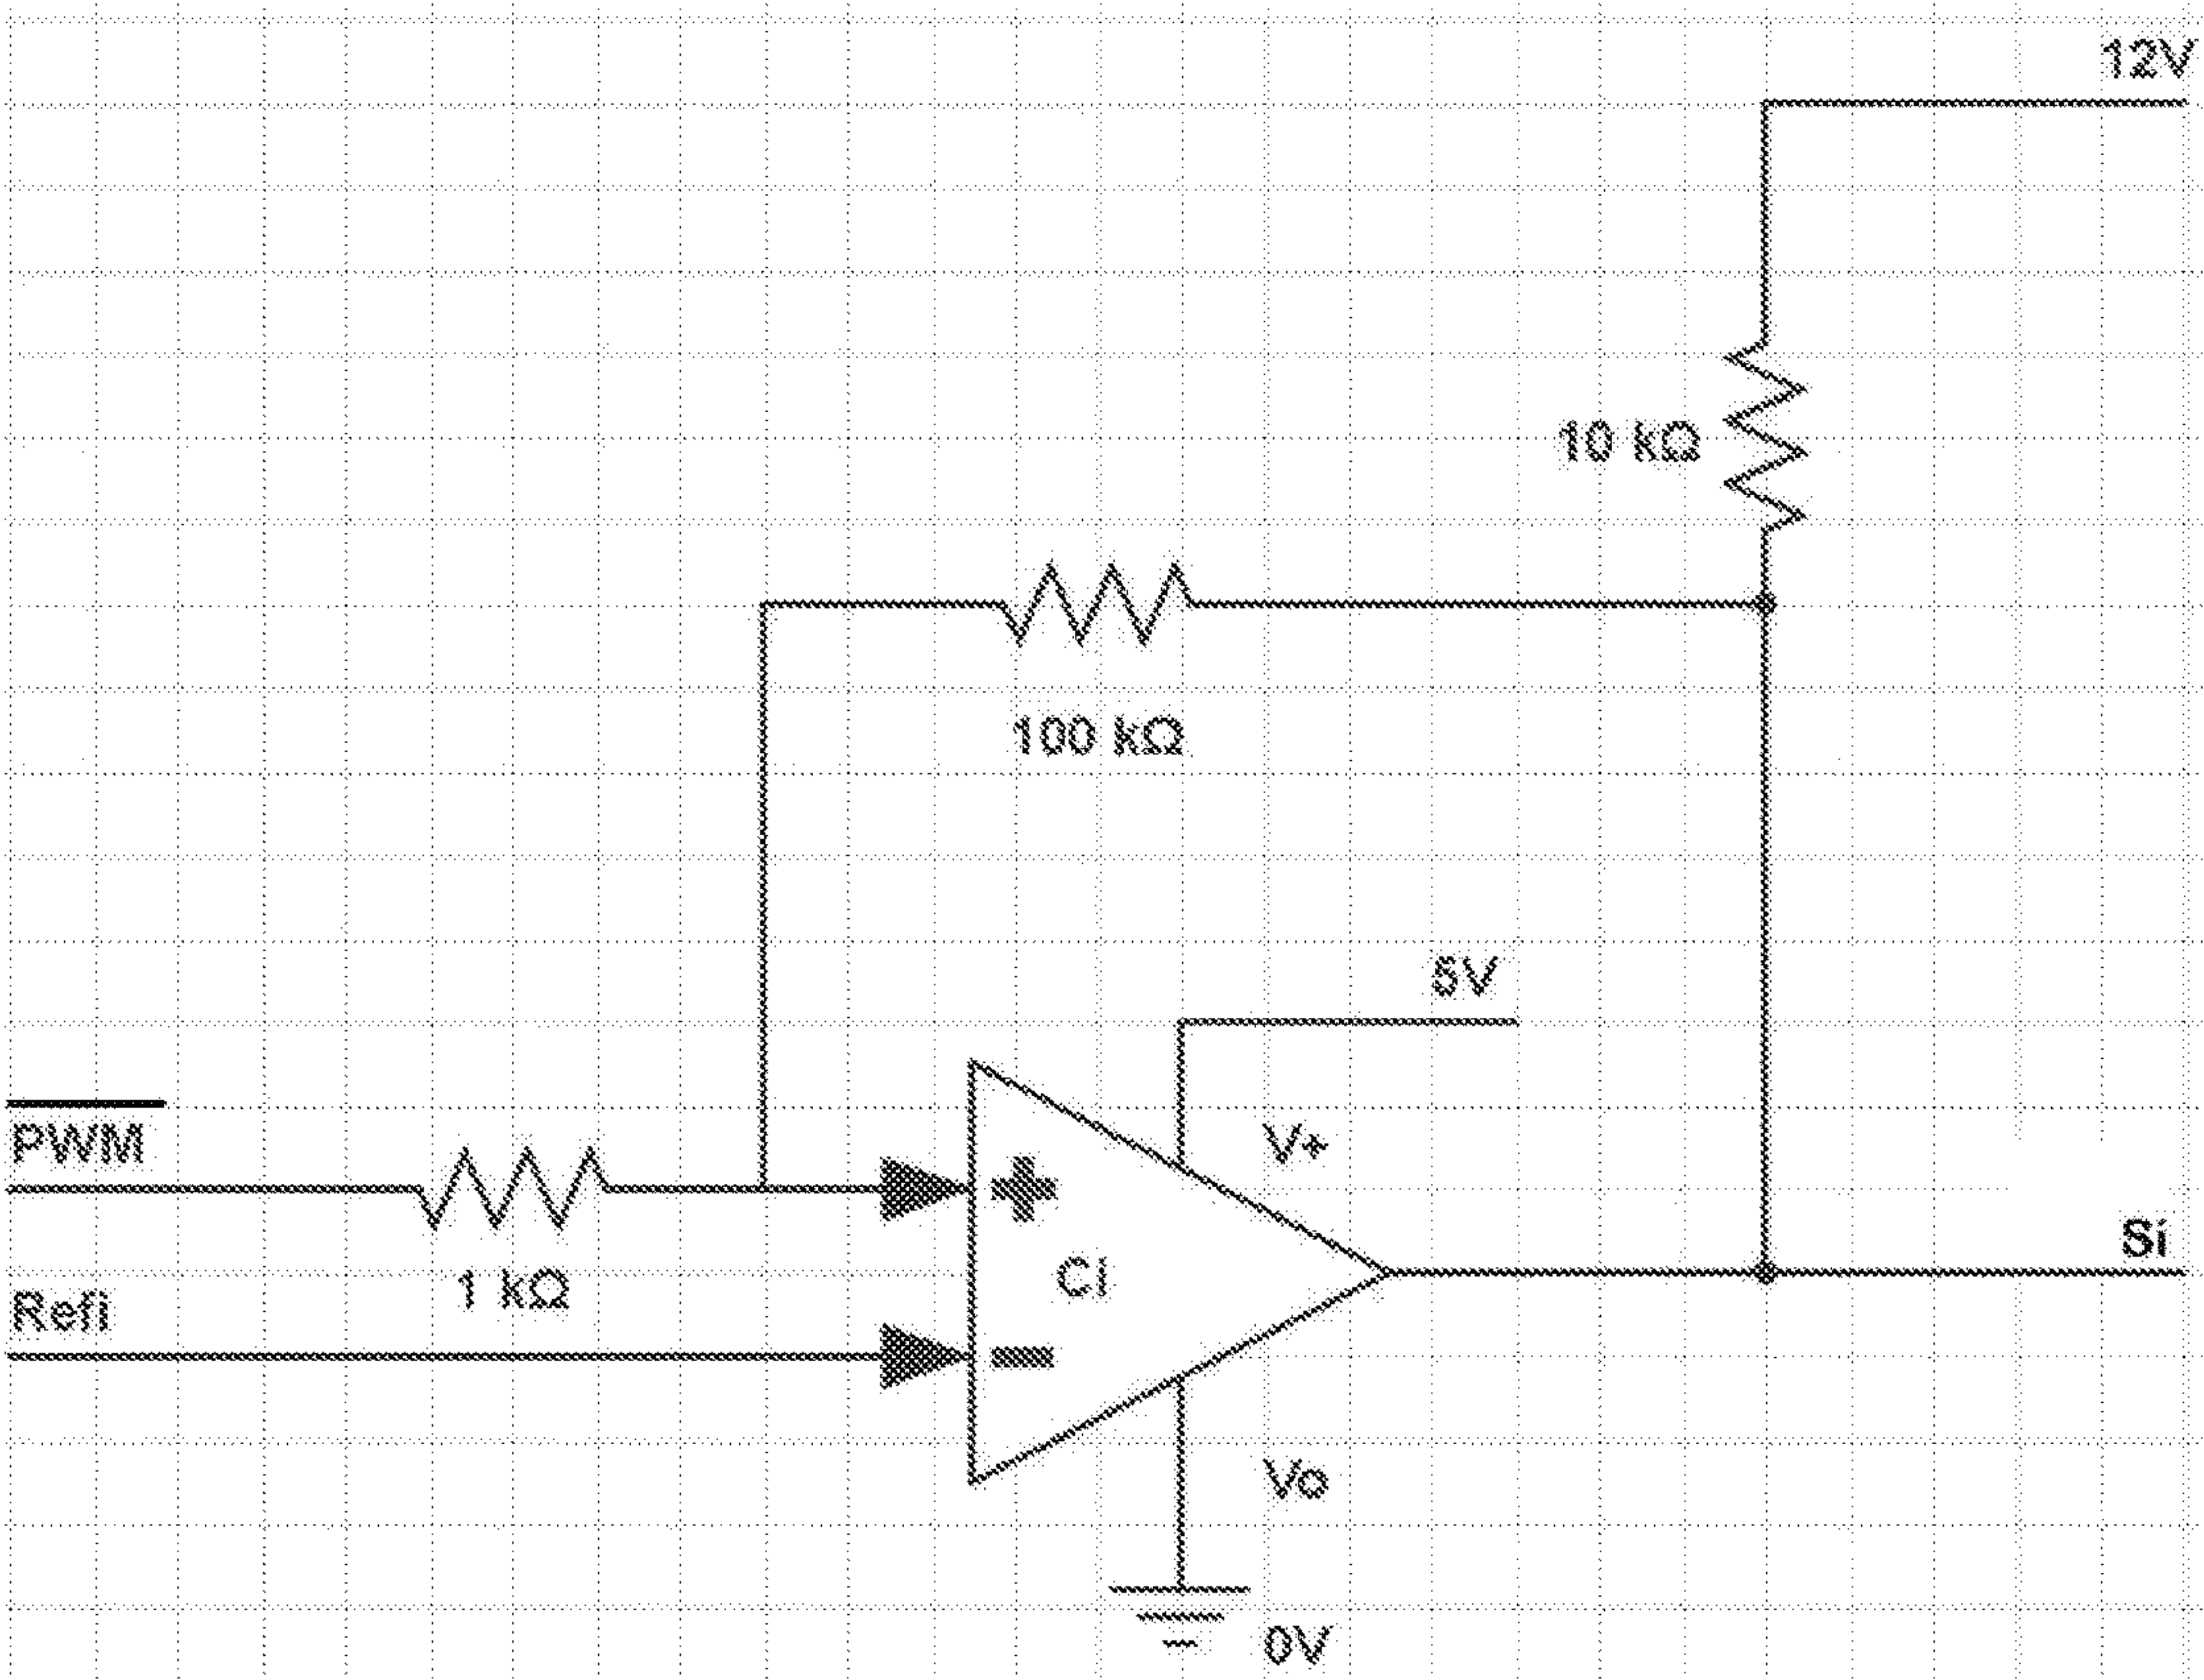 12V
10 kΩ
100 kΩ
5V
PWM
V+
+
Si
1 kΩ
Ci
Refi
−
Vo
0V